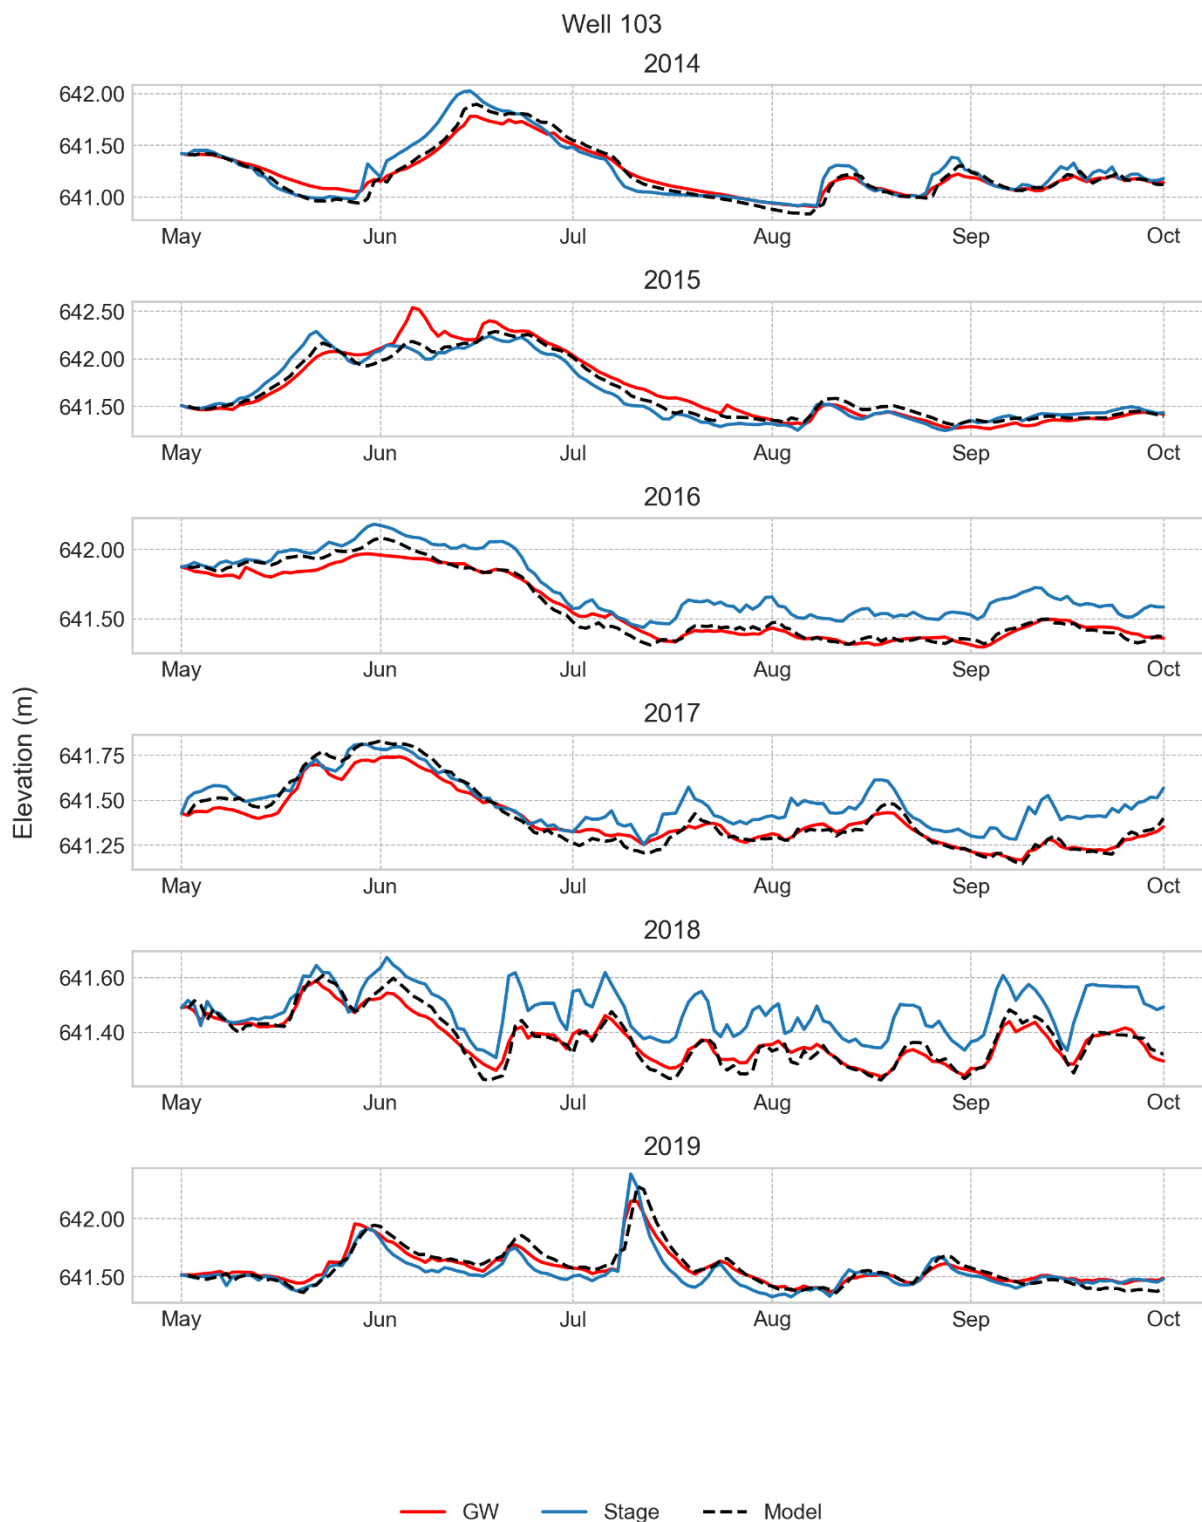 Well 103
2014
642.00
641.50
641.00
May Jun Jul Aug Sep Oct
2015
642.50
642.00
641.50
May Jun Jul Aug Sep Oct
2016
642.00
641.50
May Jun Jul Aug Sep Oct
Elevation (m)
2017
641.75
641.50
641.25
May Jun Jul Aug Sep Oct
2018
641.60
641.40
May Jun Jul Aug Sep Oct
2019
642.00
641.50
May Jun Jul Aug Sep Oct
GW Stage Model